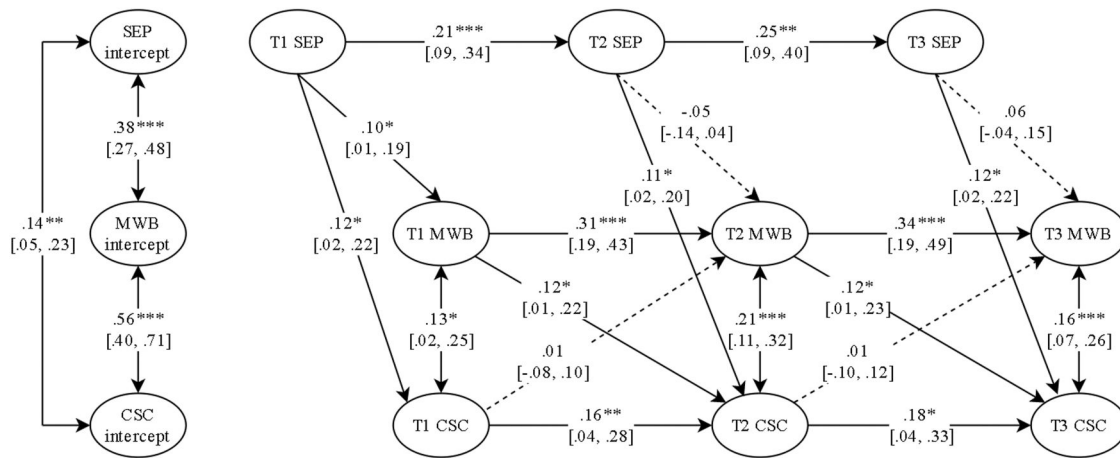 SEP
intercept
.38***
[.27, .48]
.14**
[.05, .23]
MWB
intercept
.56***
[.40, .71]
CSC
intercept
T1 SEP
.21***
[.09, .34]
T2 SEP
.25**
[.09, .40]
T3 SEP
.10*
[.01, .19]
-.05
[-.14, .04]
.06
[-.04, .15]
.12*
[.02, .22]
.11*
[.02, .20]
.12*
[.02, .22]
T1 MWB
.31***
[.19, .43]
T2 MWB
.34***
[.19, .49]
T3 MWB
.12*
[.01, .22]
.12*
[.01, .23]
.13*
[.02, .25]
.21***
[.11, .32]
.16***
[.07, .26]
.01
[-.08, .10]
.01
[-.10, .12]
T1 CSC
.16**
[.04, .28]
T2 CSC
.18*
[.04, .33]
T3 CSC